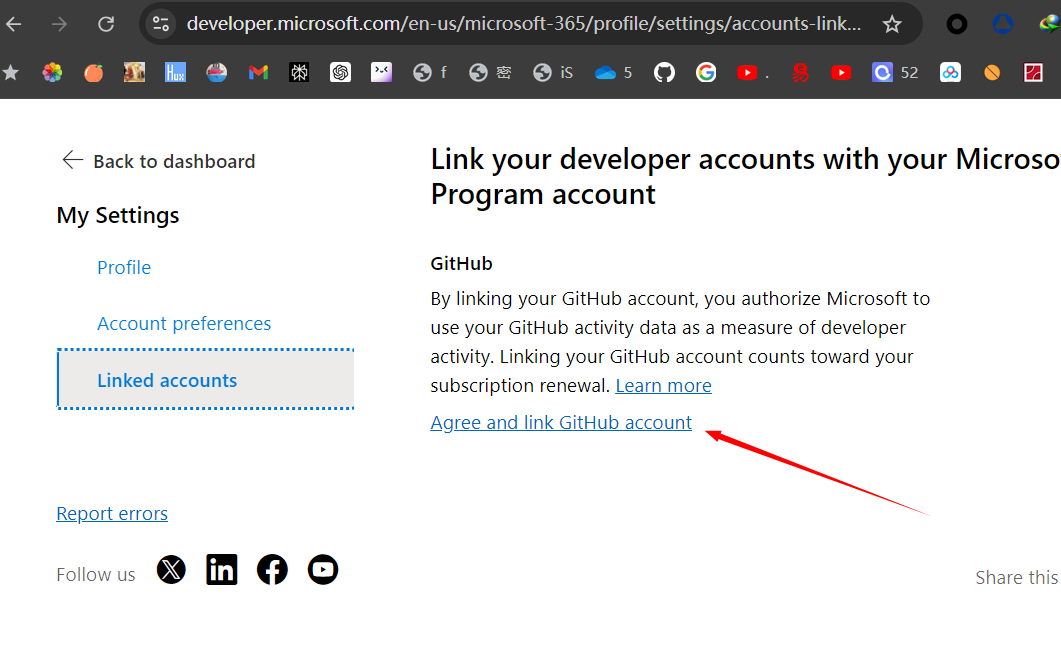 developer.microsoft.com/en-us/microsoft-365/profile/settings/accounts-link...
Hux
f
密
iS
5
.
52
Back to dashboard
My Settings
Profile
Account preferences
Linked accounts
Report errors
Follow us
Link your developer accounts with your Microso
Program account
GitHub
By linking your GitHub account, you authorize Microsoft to
use your GitHub activity data as a measure of developer
activity. Linking your GitHub account counts toward your
subscription renewal. Learn more
Agree and link GitHub account
Share this